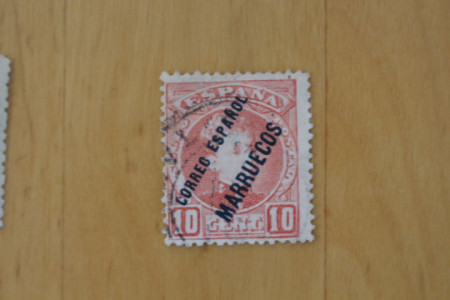 ESPAÑA
CORREO ESPAÑOL
MARRUECOS
10 CENT. 10